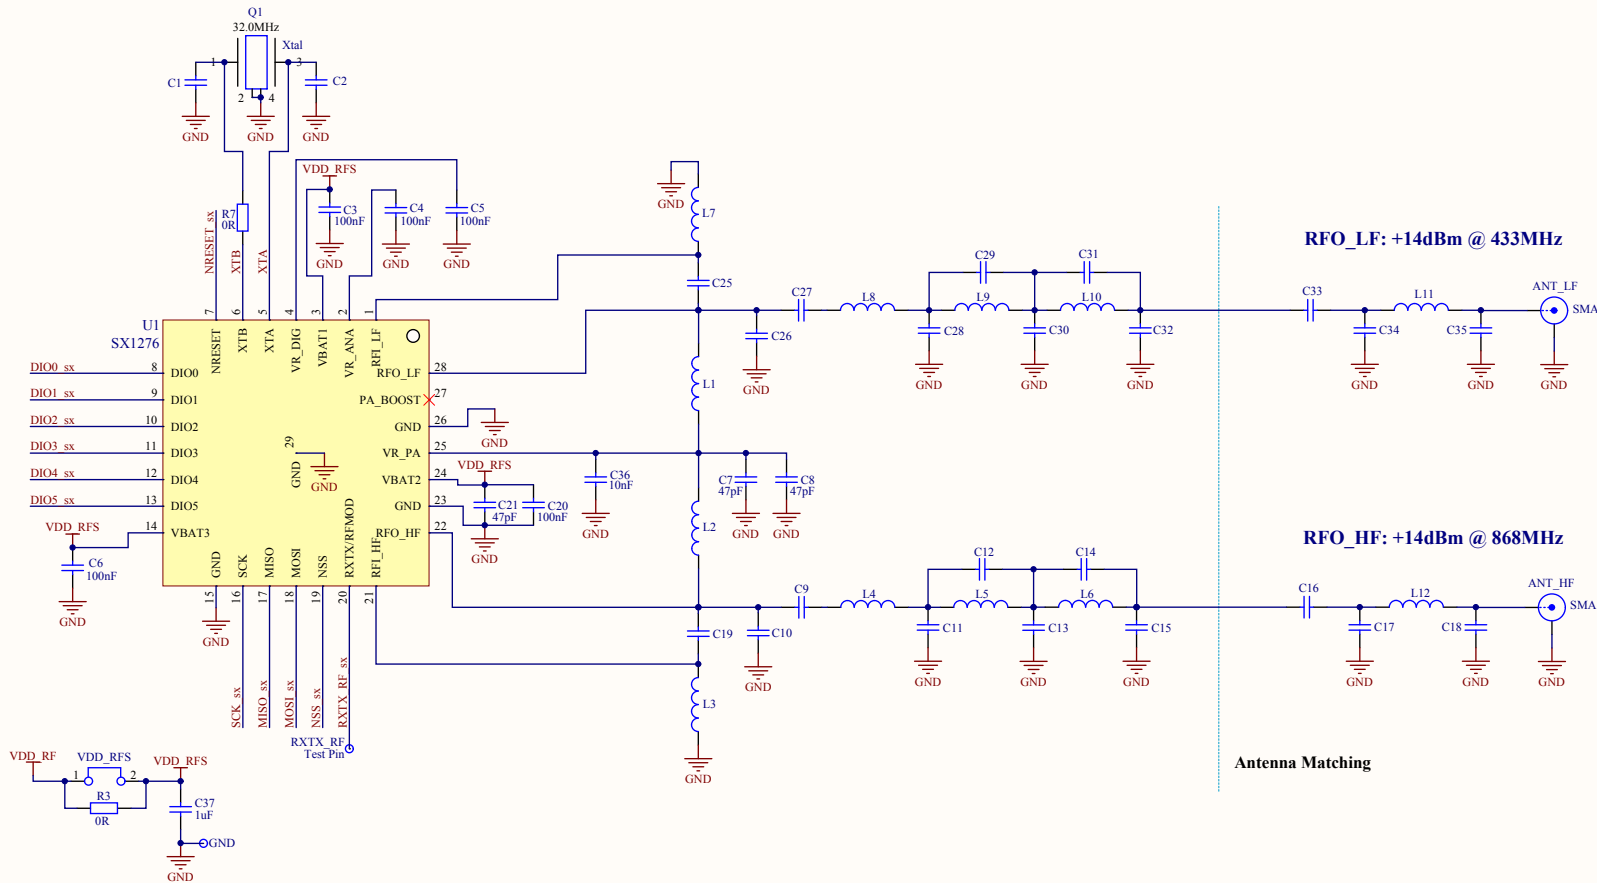 Q1
32.0MHz
Xtal
1
3
C1
C2
2
4
GND
GND
GND
VDD_RFS
R7
0R
C3
100nF
C4
100nF
C5
100nF
GND
GND
GND
GND
L7
NRESET_sx
XTB
XTA
7
6
5
4
3
2
1
U1
SX1276
NRESET
XTB
XTA
VR_DIG
VBAT1
VR_ANA
RFI_LF
DIO0_sx
8
DIO0
DIO1_sx
9
DIO1
DIO2_sx
10
DIO2
DIO3_sx
11
DIO3
DIO4_sx
12
DIO4
DIO5_sx
13
DIO5
14
VBAT3
VDD_RFS
C6
100nF
GND
RFO_LF
28
PA_BOOST
27
GND
26
GND
VR_PA
25
VBAT2
24
GND
23
RFO_HF
22
29
GND
GND
VDD_RFS
C21
47pF
C20
100nF
GND
GND
SCK
MISO
MOSI
NSS
RXTX/RFMOD
RFI_HF
15
16
17
18
19
20
21
GND
SCK_sx
MISO_sx
MOSI_sx
NSS_sx
RXTX_RF_sx
RXTX_RF
Test Pin
C25
L1
C36
10nF
GND
C7
47pF
C8
47pF
GND
GND
L2
C19
L3
GND
RFO_LF: +14dBm @ 433MHz
C26
GND
C27
L8
C29
L9
C31
L10
C28
C30
C32
GND
GND
GND
C33
L11
C34
C35
GND
GND
ANT_LF
SMA
GND
RFO_HF: +14dBm @ 868MHz
C9
C10
GND
L4
C12
L5
C14
L6
C11
C13
C15
GND
GND
GND
C16
L12
C17
C18
GND
GND
ANT_HF
SMA
GND
Antenna Matching
VDD_RF
VDD_RFS
VDD_RFS
1
2
R3
0R
C37
1uF
GND
GND